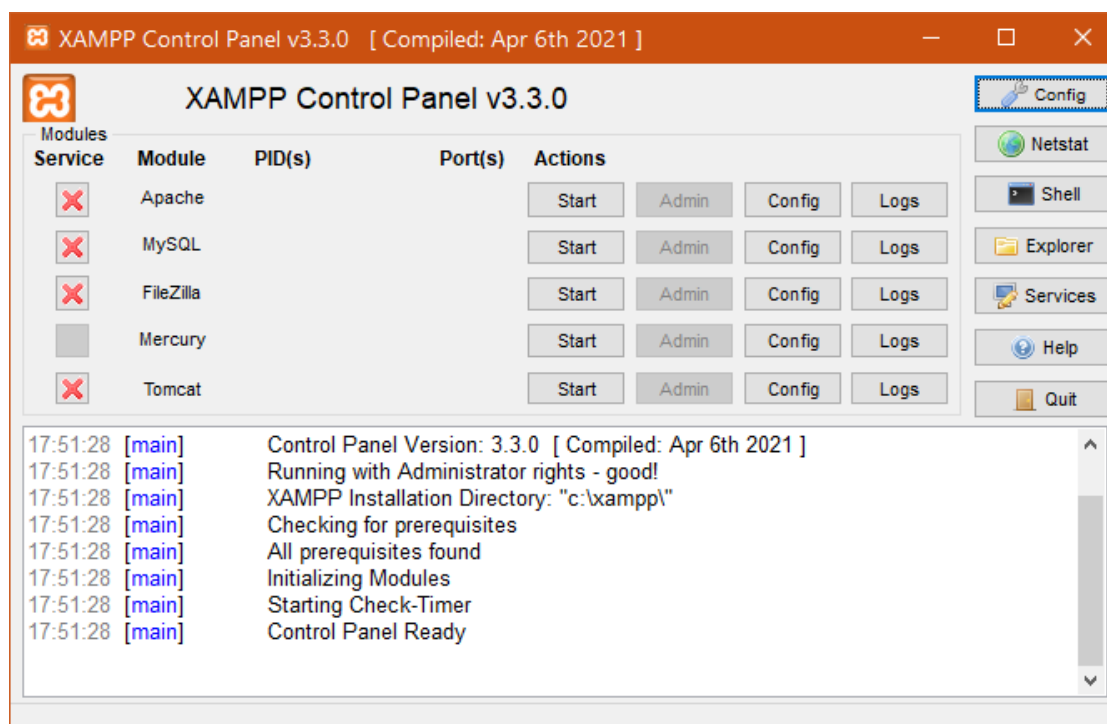 XAMPP Control Panel v3.3.0 [ Compiled: Apr 6th 2021 ]
XAMPP Control Panel v3.3.0
Config
Modules
Service Module PID(s) Port(s) Actions
Netstat
Apache Start Admin Config Logs
Shell
MySQL Start Admin Config Logs
Explorer
FileZilla Start Admin Config Logs
Services
Mercury Start Admin Config Logs
Help
Tomcat Start Admin Config Logs
Quit
17:51:28 [main] Control Panel Version: 3.3.0 [ Compiled: Apr 6th 2021 ]
17:51:28 [main] Running with Administrator rights - good!
17:51:28 [main] XAMPP Installation Directory: "c:\xampp\"
17:51:28 [main] Checking for prerequisites
17:51:28 [main] All prerequisites found
17:51:28 [main] Initializing Modules
17:51:28 [main] Starting Check-Timer
17:51:28 [main] Control Panel Ready